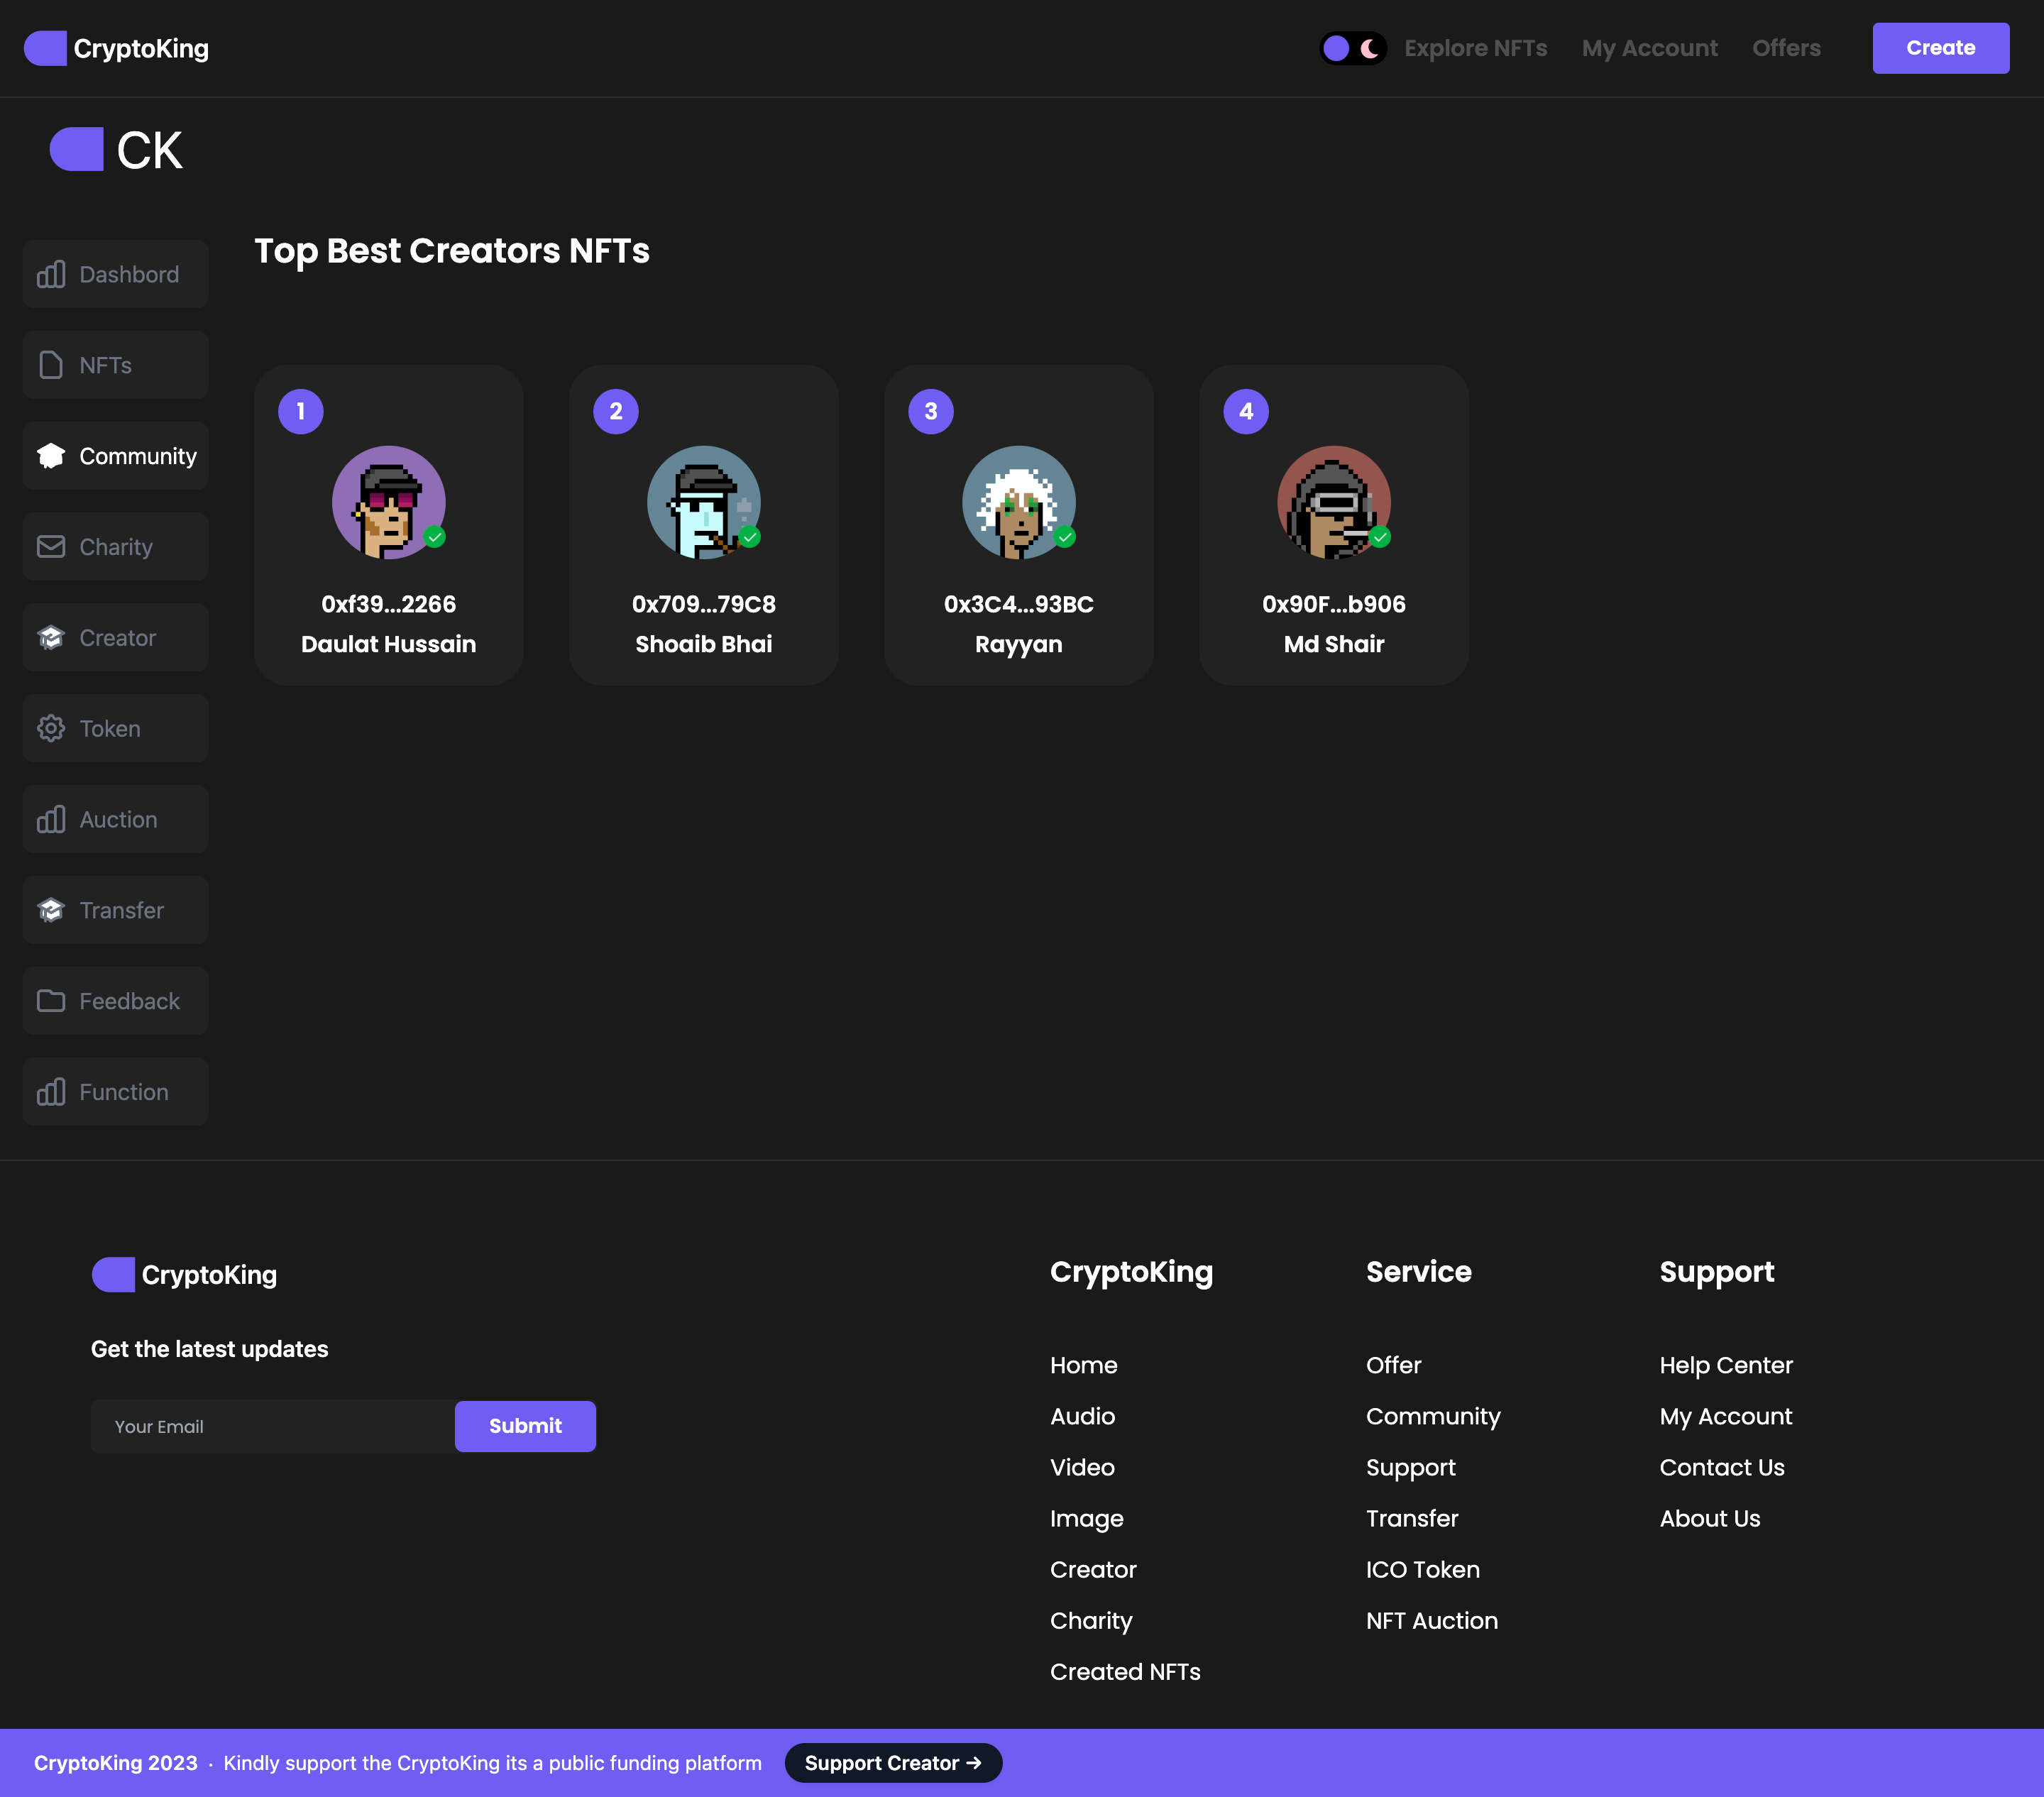 CryptoKing
Explore NFTs
My Account
Offers
Create
CK
Dashbord
NFTs
Community
Charity
Creator
Token
Auction
Transfer
Feedback
Function
Top Best Creators NFTs
1
0xf39...2266
Daulat Hussain
2
0x709...79C8
Shoaib Bhai
3
0x3C4...93BC
Rayyan
4
0x90F...b906
Md Shair
CryptoKing
Get the latest updates
Your Email
Submit
CryptoKing
Home
Audio
Video
Image
Creator
Charity
Created NFTs
Service
Offer
Community
Support
Transfer
ICO Token
NFT Auction
Support
Help Center
My Account
Contact Us
About Us
CryptoKing 2023 · Kindly support the CryptoKing its a public funding platform
Support Creator →